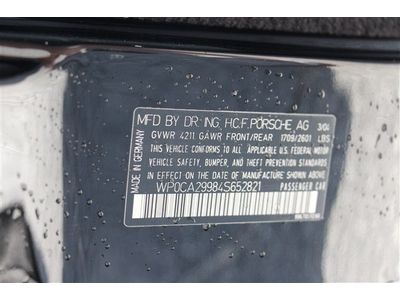 MFD BY DR ING. H.C.F. PORSCHE AG 3/04
GVWR 4211 GAWR FRONT/REAR 1709/2601 LBS
THIS VEHICLE CONFORMS TO ALL APPLICABLE U.S. FEDERAL
MOTOR VEHICLE SAFETY, BUMPER, AND THEFT PREVENTION STANDARDS
IN EFFECT ON THE DATE OF MANUFACTURE SHOWN ABOVE.
WP0CA29984S652821 PASSENGER CAR
MADE IN GERMANY